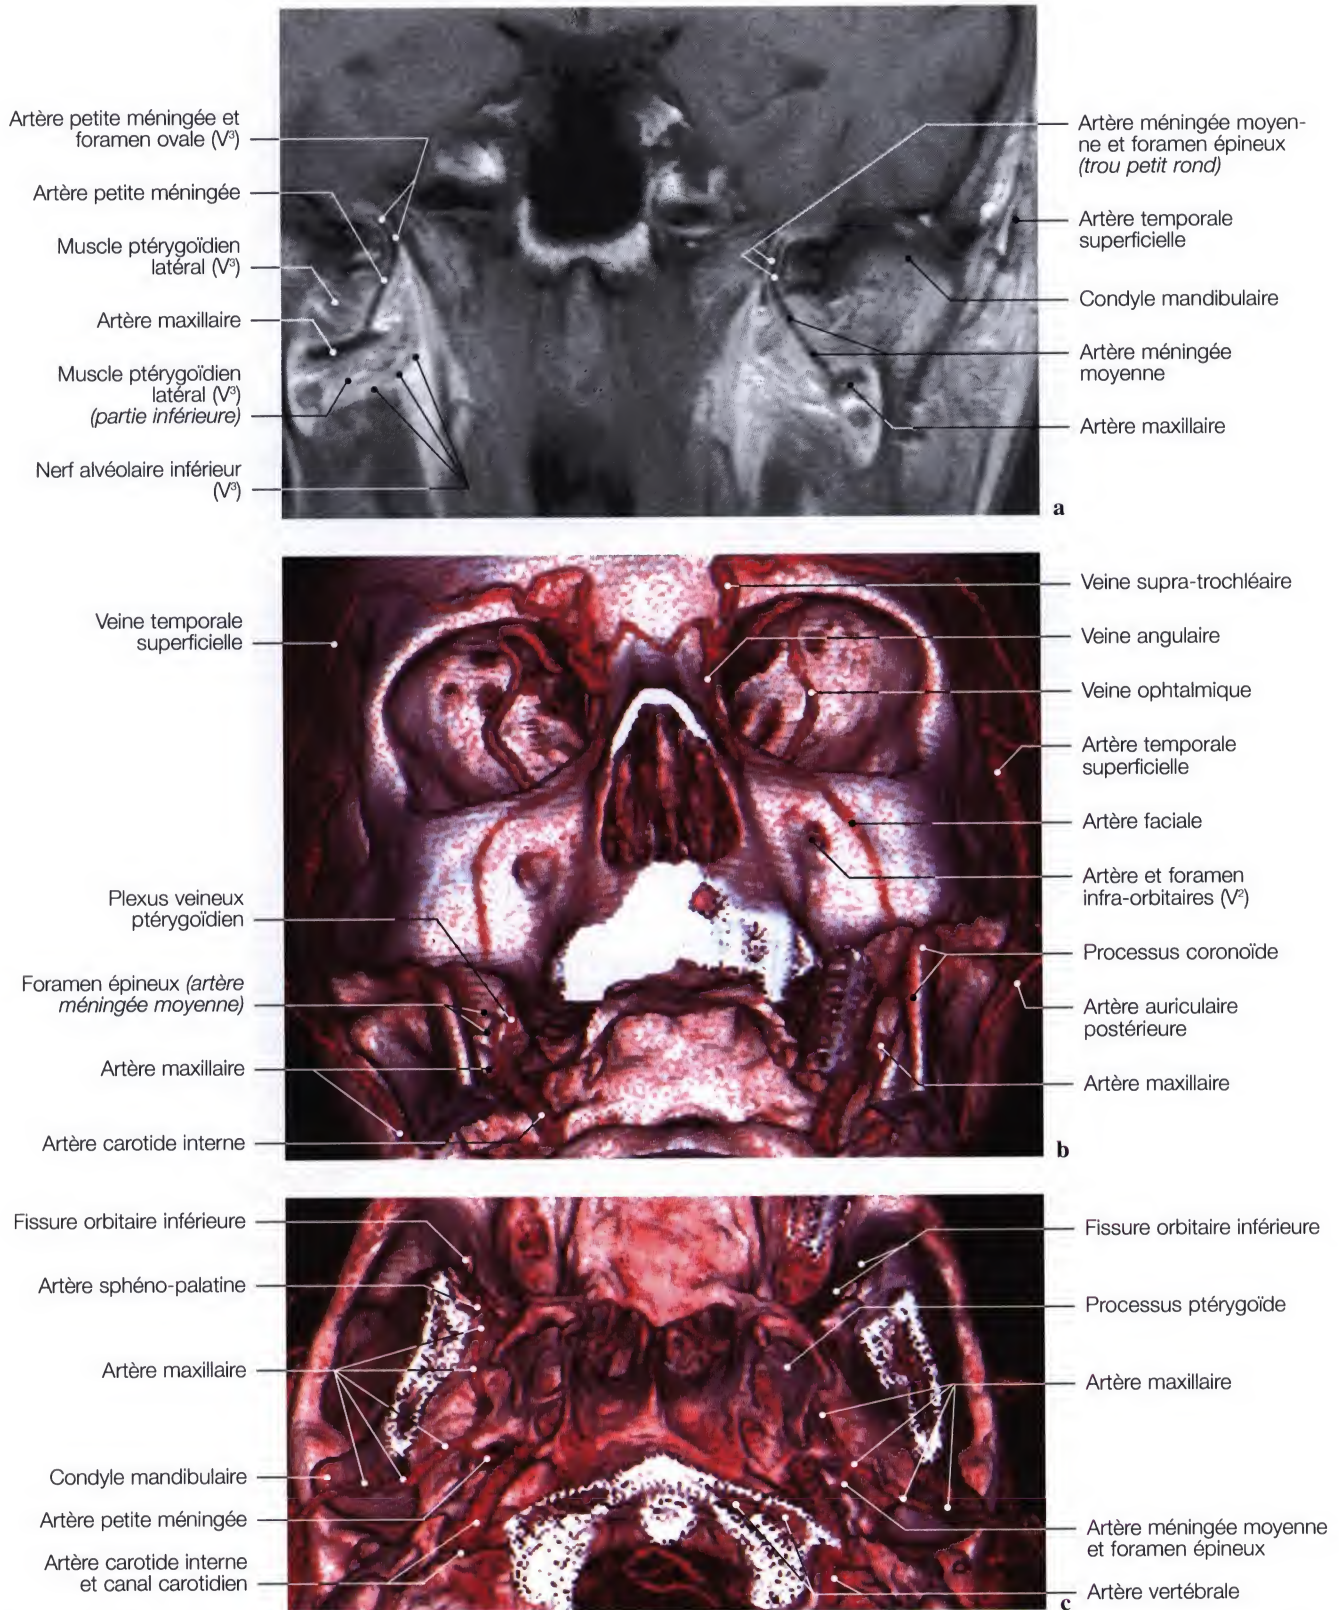 Artère petite méningée et
foramen ovale (V³)
Artère petite méningée
Muscle ptérygoïdien
latéral (V³)
Artère maxillaire
Muscle ptérygoïdien
latéral (V³)
(partie inférieure)
Nerf alvéolaire inférieur
(V³)
Artère méningée moyen-
ne et foramen épineux
(trou petit rond)
Artère temporale
superficielle
Condyle mandibulaire
Artère méningée
moyenne
Artère maxillaire
a
Veine temporale
superficielle
Plexus veineux
ptérygoïdien
Foramen épineux (artère
méningée moyenne)
Artère maxillaire
Artère carotide interne
Veine supra-trochléaire
Veine angulaire
Veine ophtalmique
Artère temporale
superficielle
Artère faciale
Artère et foramen
infra-orbitaires (V²)
Processus coronoïde
Artère auriculaire
postérieure
Artère maxillaire
b
Fissure orbitaire inférieure
Artère sphéno-palatine
Artère maxillaire
Condyle mandibulaire
Artère petite méningée
Artère carotide interne
et canal carotidien
Fissure orbitaire inférieure
Processus ptérygoïde
Artère maxillaire
Artère méningée moyenne
et foramen épineux
Artère vertébrale
c